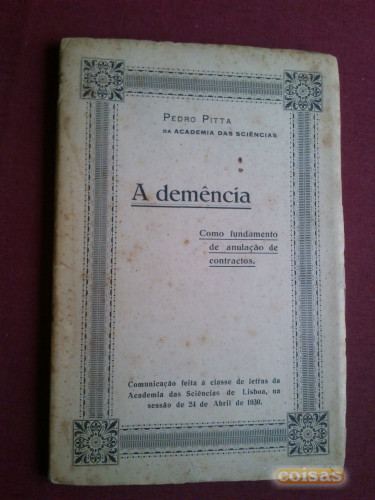 PEDRO PITTA
DA ACADEMIA DAS SCIÊNCIAS
A demência
Como fundamento
de anulação de
contractos.
Comunicação feita à classe de letras da
Academia das Sciências de Lisboa, na
sessão de 24 de Abril de 1930.
coisas